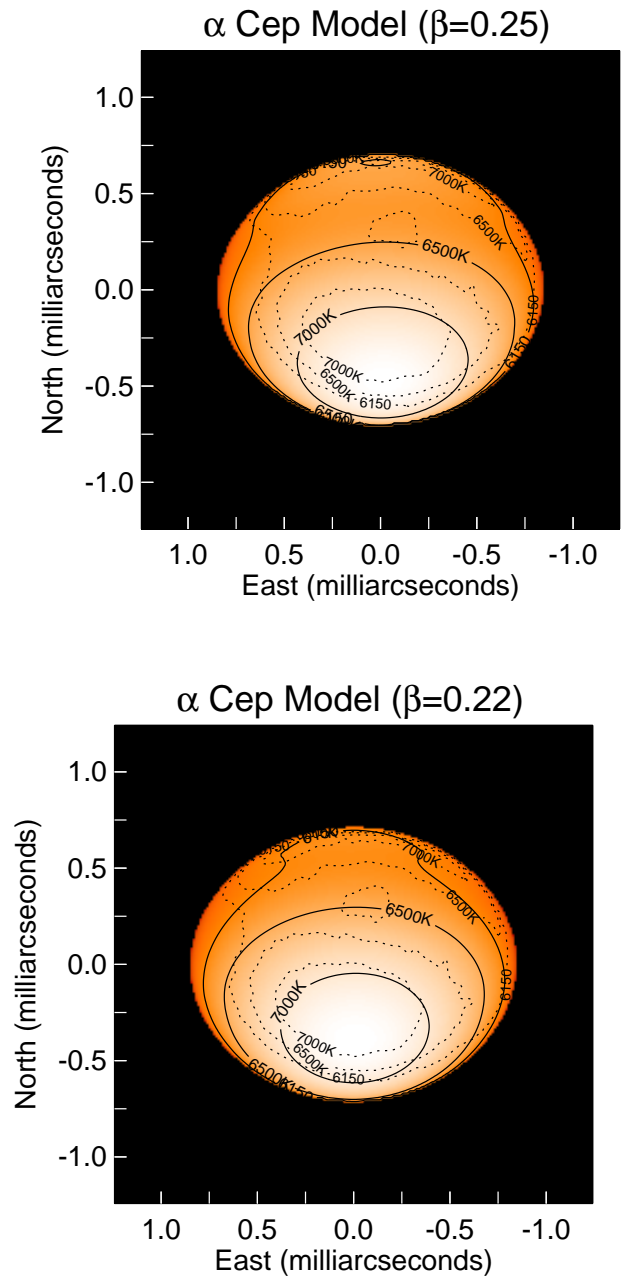 α Cep Model (β=0.25)
1.0
0.5
0.0
-0.5
-1.0
North (milliarcseconds)
7000K
6500K
6500K
7000K
6150
6150
7000K
6500K
6150
1.0 0.5 0.0 -0.5 -1.0
East (milliarcseconds)
α Cep Model (β=0.22)
1.0
0.5
0.0
-0.5
-1.0
North (milliarcseconds)
7000K
6500K
6500K
7000K
6150
7000K
6500K
6150
6500K
6150
1.0 0.5 0.0 -0.5 -1.0
East (milliarcseconds)